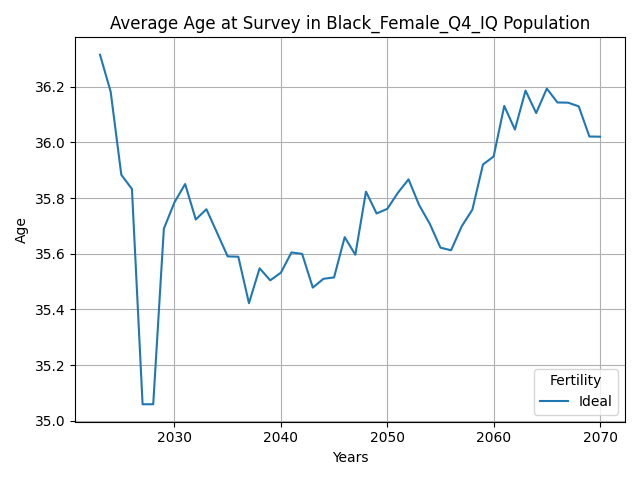 Average Age at Survey in Black_Female_Q4_IQ Population
Age
36.2
36.0
35.8
35.6
35.4
35.2
35.0
2030 2040 2050 2060 2070
Years
Fertility
Ideal